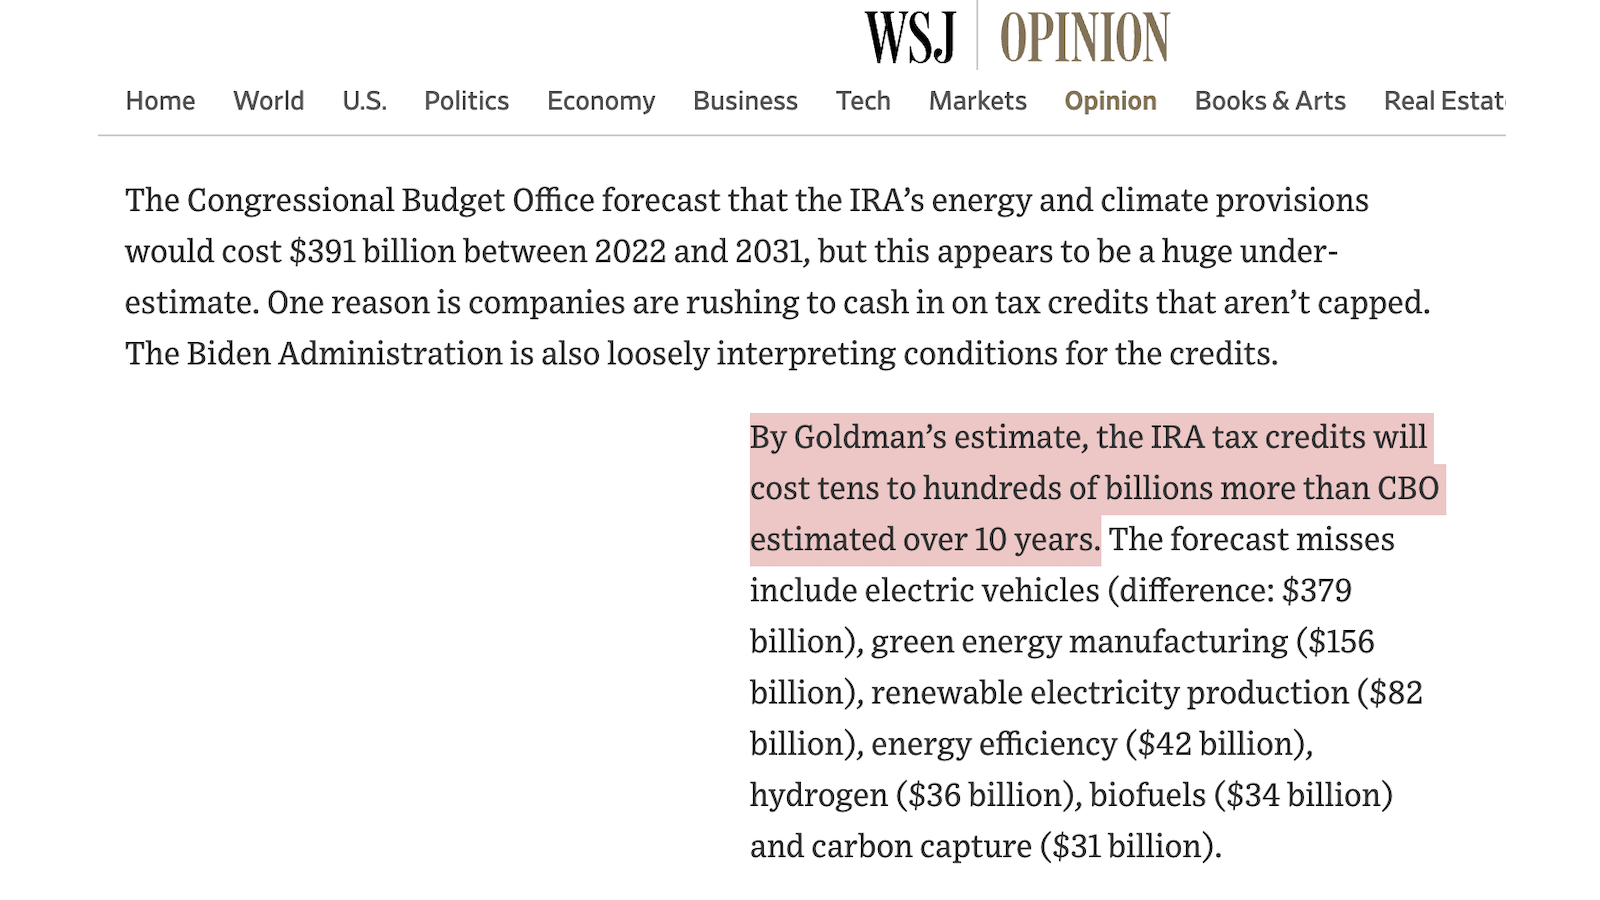 WSJ OPINION
Home World U.S. Politics Economy Business Tech Markets Opinion Books & Arts Real Estat
The Congressional Budget Office forecast that the IRA’s energy and climate provisions
would cost $391 billion between 2022 and 2031, but this appears to be a huge under-
estimate. One reason is companies are rushing to cash in on tax credits that aren’t capped.
The Biden Administration is also loosely interpreting conditions for the credits.
By Goldman’s estimate, the IRA tax credits will
cost tens to hundreds of billions more than CBO
estimated over 10 years. The forecast misses
include electric vehicles (difference: $379
billion), green energy manufacturing ($156
billion), renewable electricity production ($82
billion), energy efficiency ($42 billion),
hydrogen ($36 billion), biofuels ($34 billion)
and carbon capture ($31 billion).